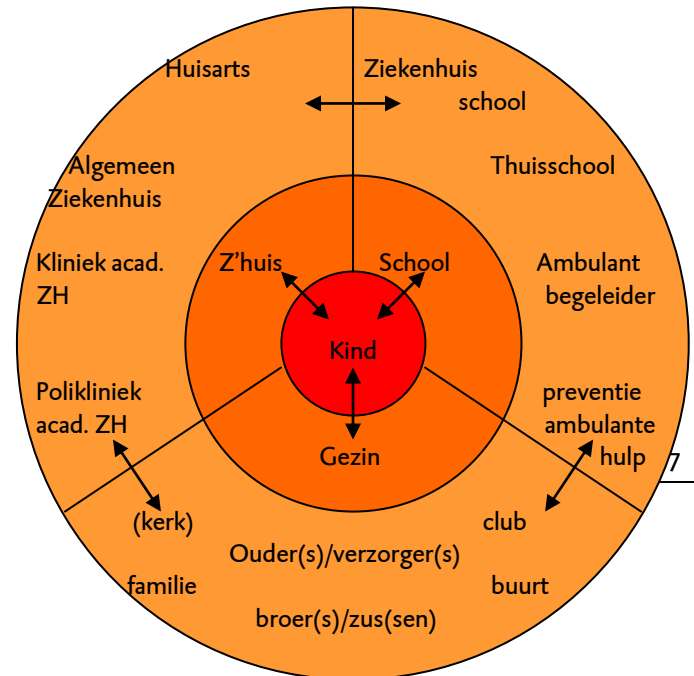 Huisarts
Ziekenhuis
school
Algemeen
Ziekenhuis
Thuisschool
Kliniek acad.
ZH
Z'huis
School
Ambulant
begeleider
Kind
Polikliniek
acad. ZH
preventie
ambulante
hulp
Gezin
7
(kerk)
club
Ouder(s)/verzorger(s)
familie
buurt
broer(s)/zus(sen)